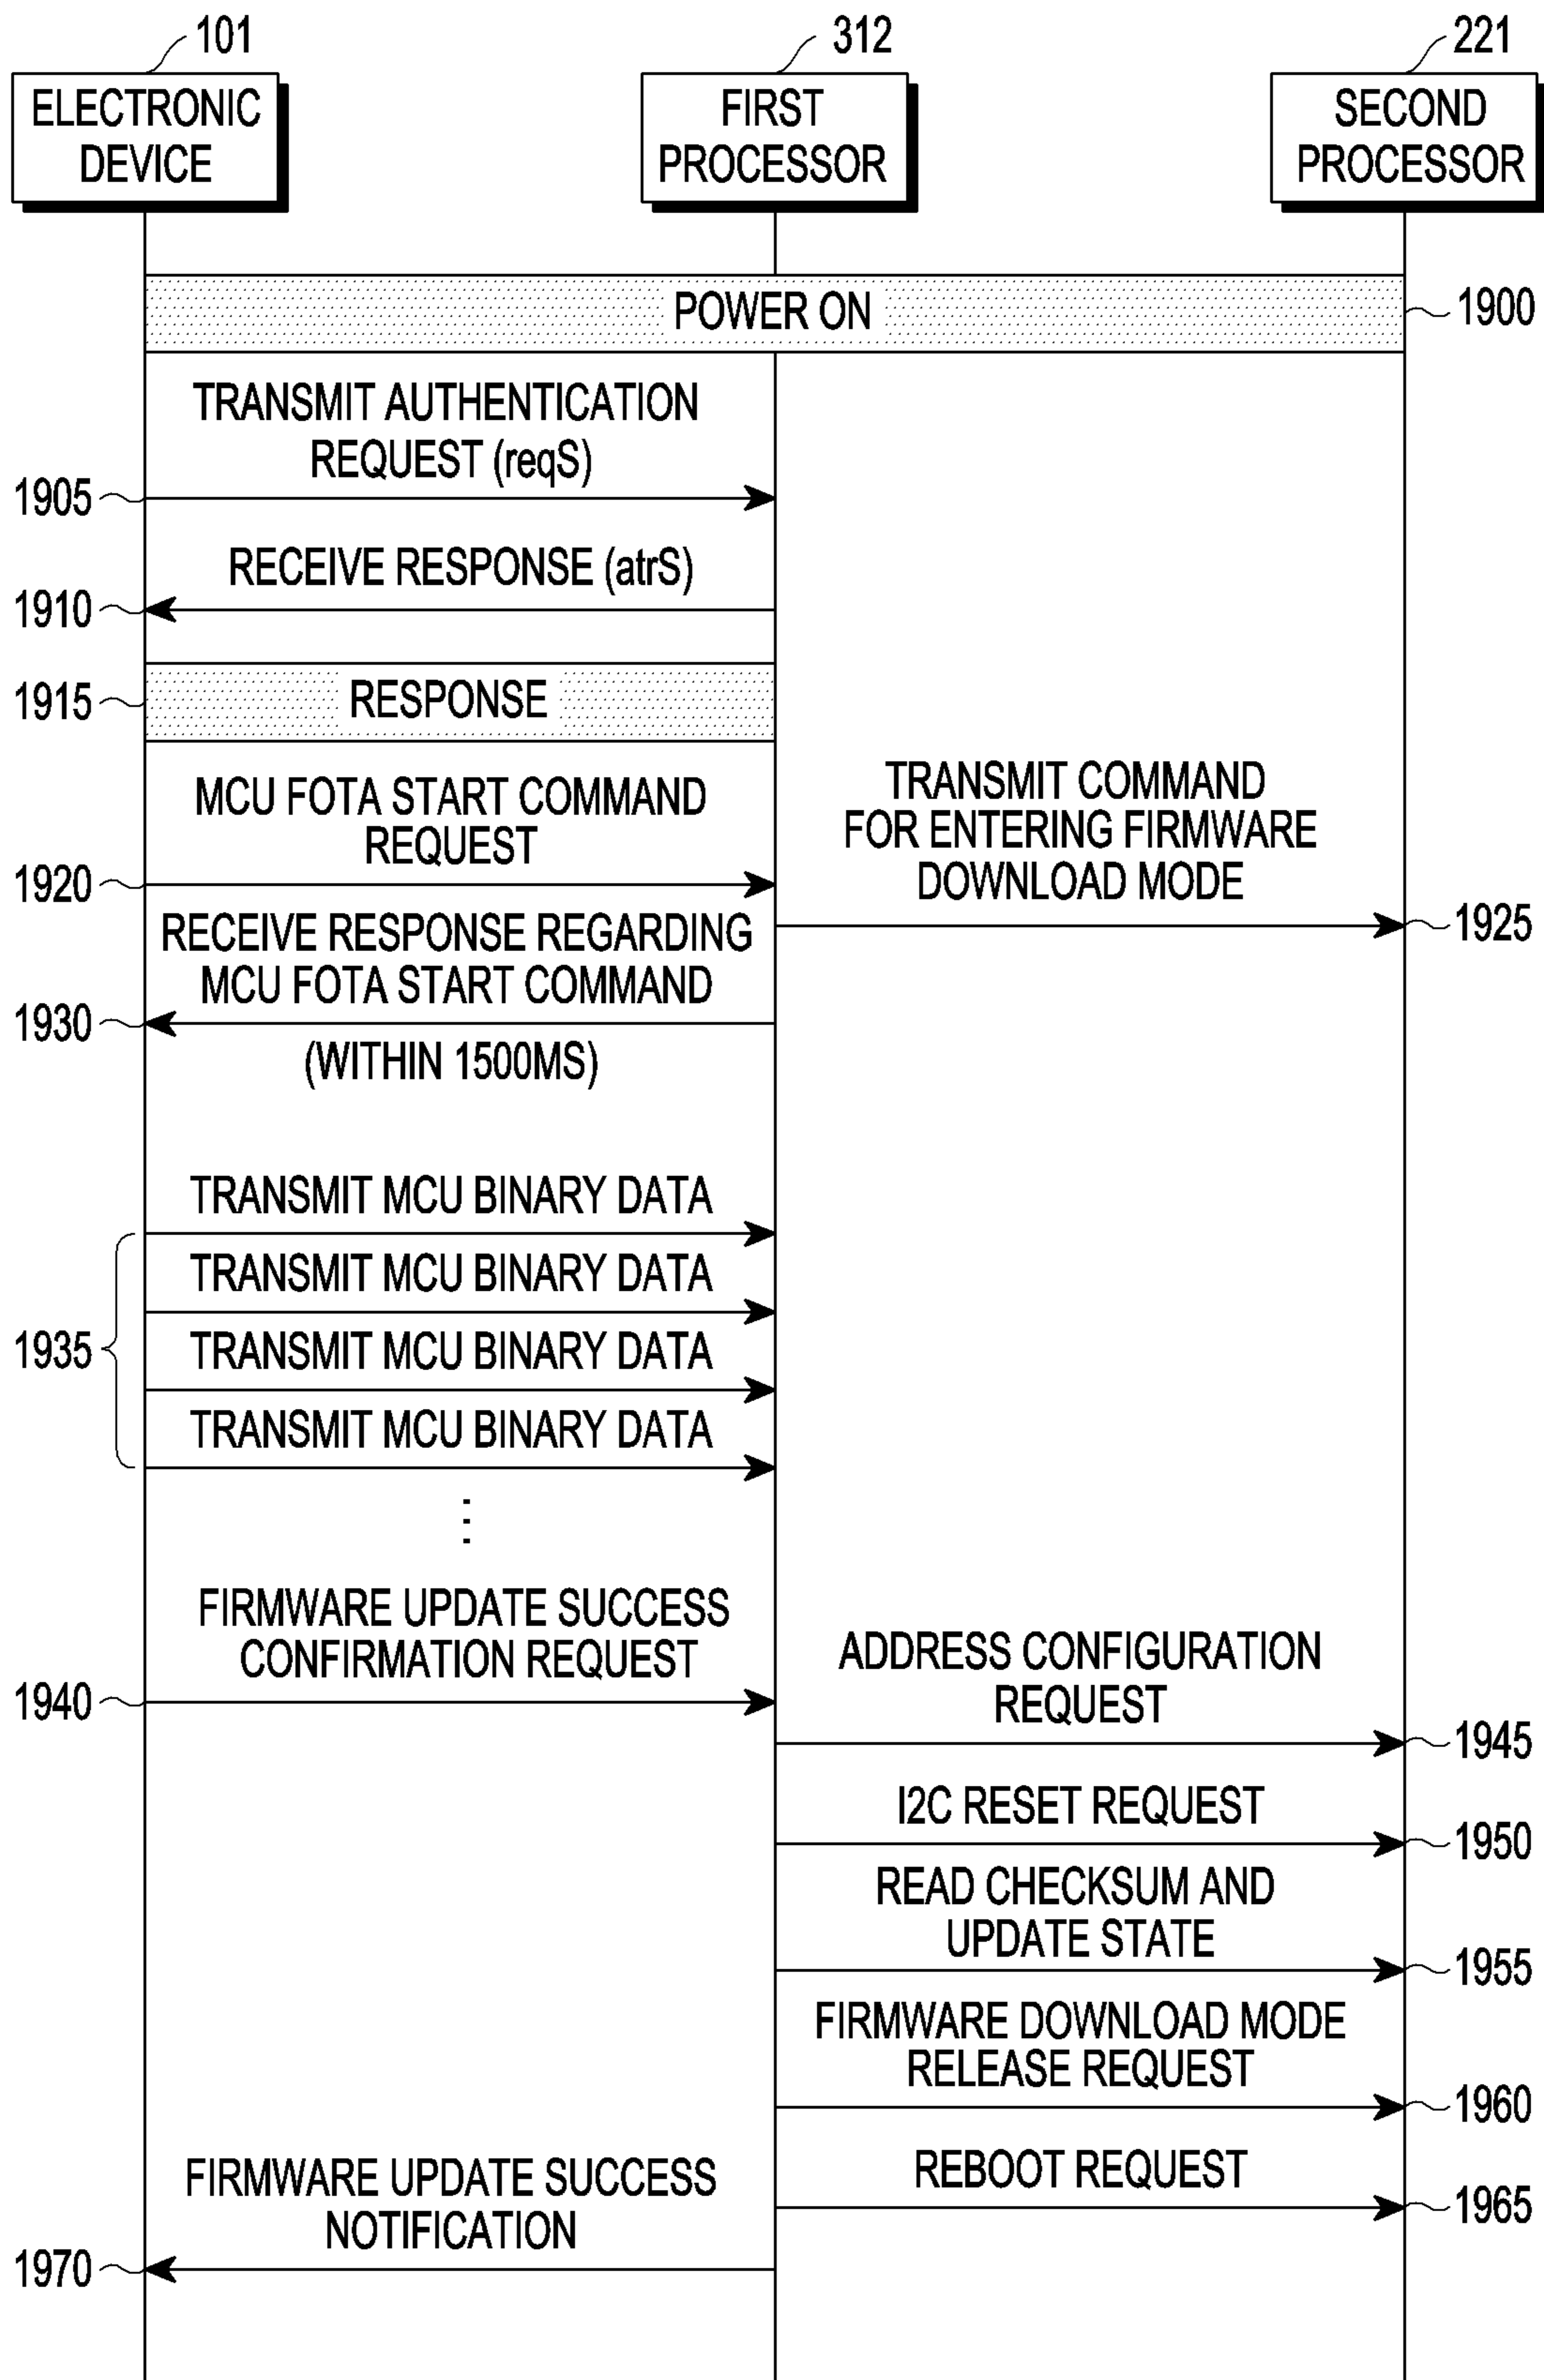 101
312
221
ELECTRONIC
DEVICE
FIRST
PROCESSOR
SECOND
PROCESSOR
POWER ON
1900
TRANSMIT AUTHENTICATION
REQUEST (reqS)
1905
RECEIVE RESPONSE (atrS)
1910
RESPONSE
1915
MCU FOTA START COMMAND
REQUEST
1920
TRANSMIT COMMAND
FOR ENTERING FIRMWARE
DOWNLOAD MODE
1925
RECEIVE RESPONSE REGARDING
MCU FOTA START COMMAND
1930
(WITHIN 1500MS)
TRANSMIT MCU BINARY DATA
TRANSMIT MCU BINARY DATA
1935
TRANSMIT MCU BINARY DATA
TRANSMIT MCU BINARY DATA
FIRMWARE UPDATE SUCCESS
CONFIRMATION REQUEST
1940
ADDRESS CONFIGURATION
REQUEST
1945
I2C RESET REQUEST
1950
READ CHECKSUM AND
UPDATE STATE
1955
FIRMWARE DOWNLOAD MODE
RELEASE REQUEST
1960
REBOOT REQUEST
1965
FIRMWARE UPDATE SUCCESS
NOTIFICATION
1970